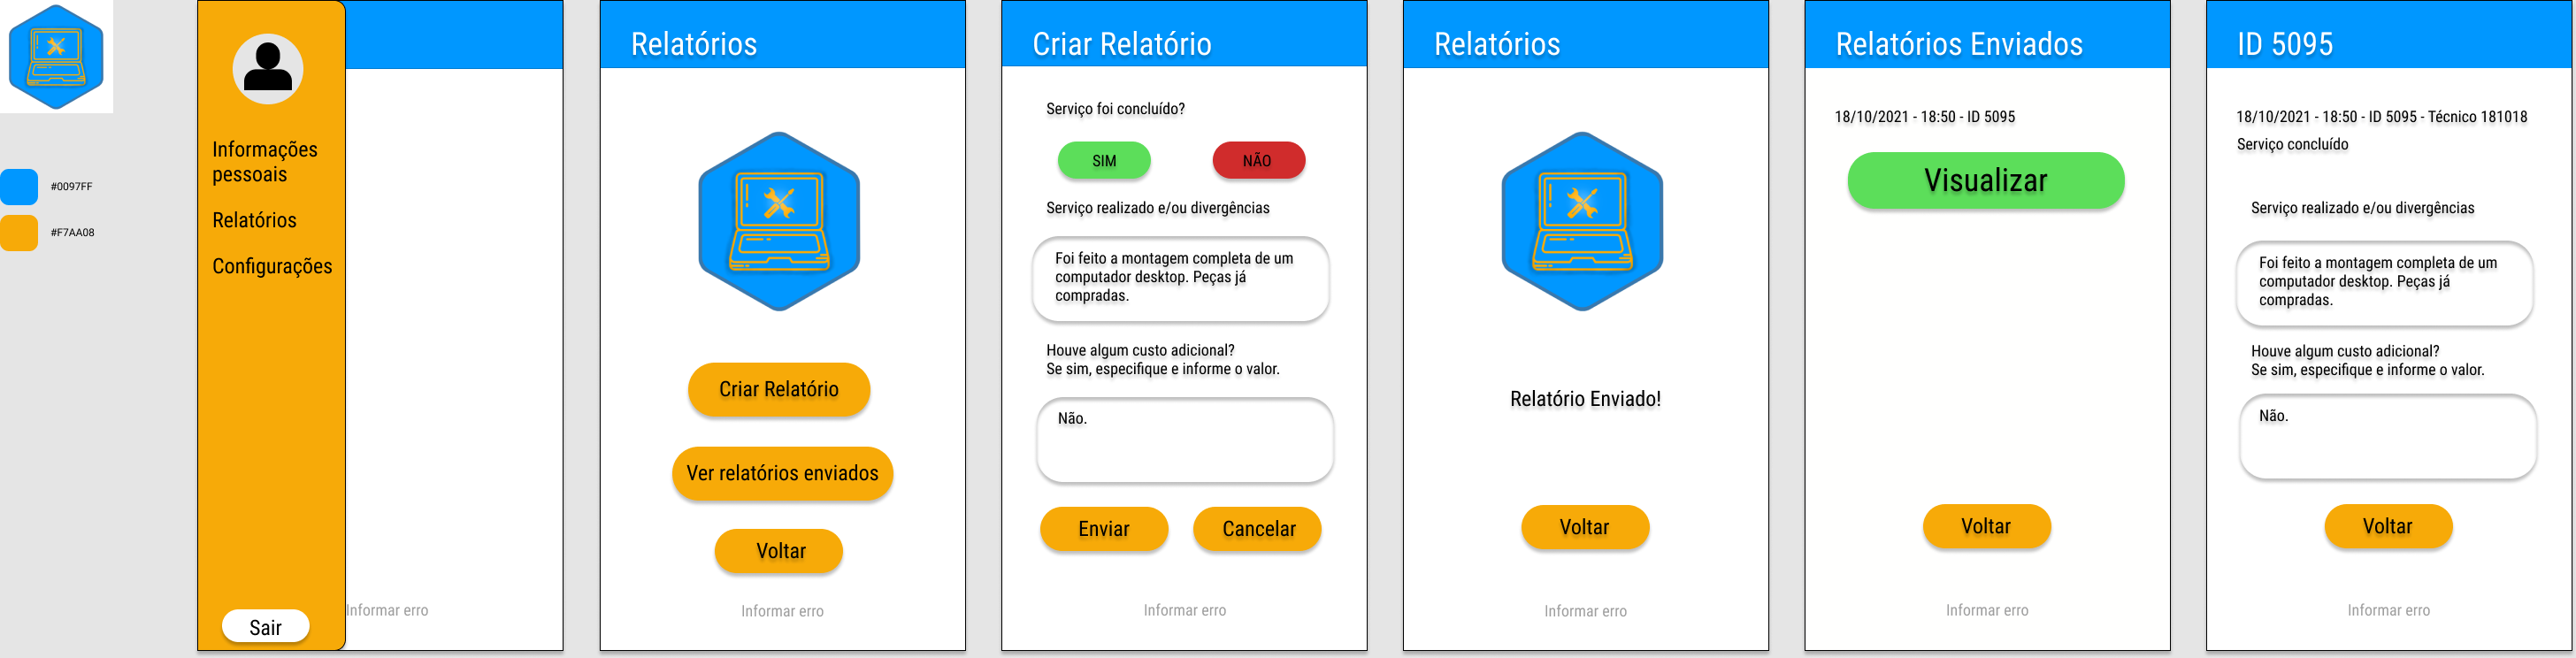 #0097FF
#F7AA08
Informações
pessoais
Relatórios
Configurações
Sair
Informar erro
Relatórios
Criar Relatório
Ver relatórios enviados
Voltar
Informar erro
Criar Relatório
Serviço foi concluído?
SIM
NÃO
Serviço realizado e/ou divergências
Foi feito a montagem completa de um
computador desktop. Peças já
compradas.
Houve algum custo adicional?
Se sim, especifique e informe o valor.
Não.
Enviar
Cancelar
Informar erro
Relatórios
Relatório Enviado!
Voltar
Informar erro
Relatórios Enviados
18/10/2021 - 18:50 - ID 5095
Visualizar
Voltar
Informar erro
ID 5095
18/10/2021 - 18:50 - ID 5095 - Técnico 181018
Serviço concluído
Serviço realizado e/ou divergências
Foi feito a montagem completa de um
computador desktop. Peças já
compradas.
Houve algum custo adicional?
Se sim, especifique e informe o valor.
Não.
Voltar
Informar erro